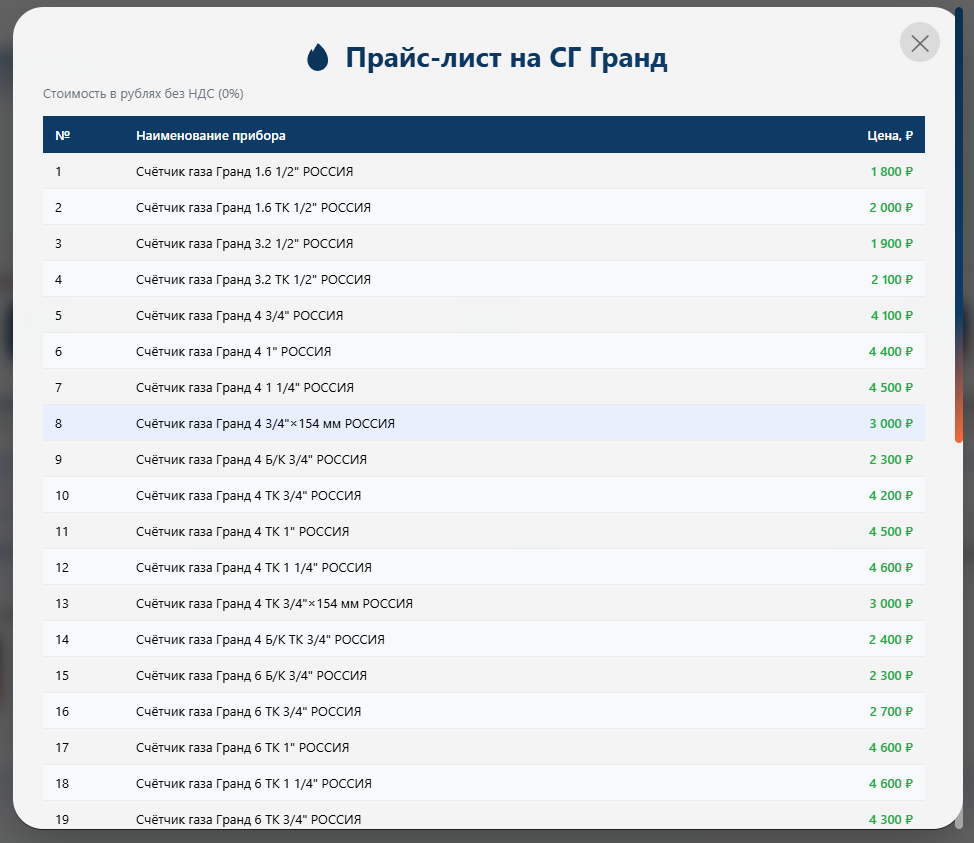 Прайс-лист на СГ Гранд
Стоимость в рублях без НДС (0%)
№ Наименование прибора Цена, ₽
1 Счётчик газа Гранд 1.6 1/2" РОССИЯ 1 800 ₽
2 Счётчик газа Гранд 1.6 ТК 1/2" РОССИЯ 2 000 ₽
3 Счётчик газа Гранд 3.2 1/2" РОССИЯ 1 900 ₽
4 Счётчик газа Гранд 3.2 ТК 1/2" РОССИЯ 2 100 ₽
5 Счётчик газа Гранд 4 3/4" РОССИЯ 4 100 ₽
6 Счётчик газа Гранд 4 1" РОССИЯ 4 400 ₽
7 Счётчик газа Гранд 4 1 1/4" РОССИЯ 4 500 ₽
8 Счётчик газа Гранд 4 3/4"×154 мм РОССИЯ 3 000 ₽
9 Счётчик газа Гранд 4 Б/К 3/4" РОССИЯ 2 300 ₽
10 Счётчик газа Гранд 4 ТК 3/4" РОССИЯ 4 200 ₽
11 Счётчик газа Гранд 4 ТК 1" РОССИЯ 4 500 ₽
12 Счётчик газа Гранд 4 ТК 1 1/4" РОССИЯ 4 600 ₽
13 Счётчик газа Гранд 4 ТК 3/4"×154 мм РОССИЯ 3 000 ₽
14 Счётчик газа Гранд 4 Б/К ТК 3/4" РОССИЯ 2 400 ₽
15 Счётчик газа Гранд 6 Б/К 3/4" РОССИЯ 2 300 ₽
16 Счётчик газа Гранд 6 ТК 3/4" РОССИЯ 2 700 ₽
17 Счётчик газа Гранд 6 ТК 1" РОССИЯ 4 600 ₽
18 Счётчик газа Гранд 6 ТК 1 1/4" РОССИЯ 4 600 ₽
19 Счётчик газа Гранд 6 ТК 3/4" РОССИЯ 4 300 ₽